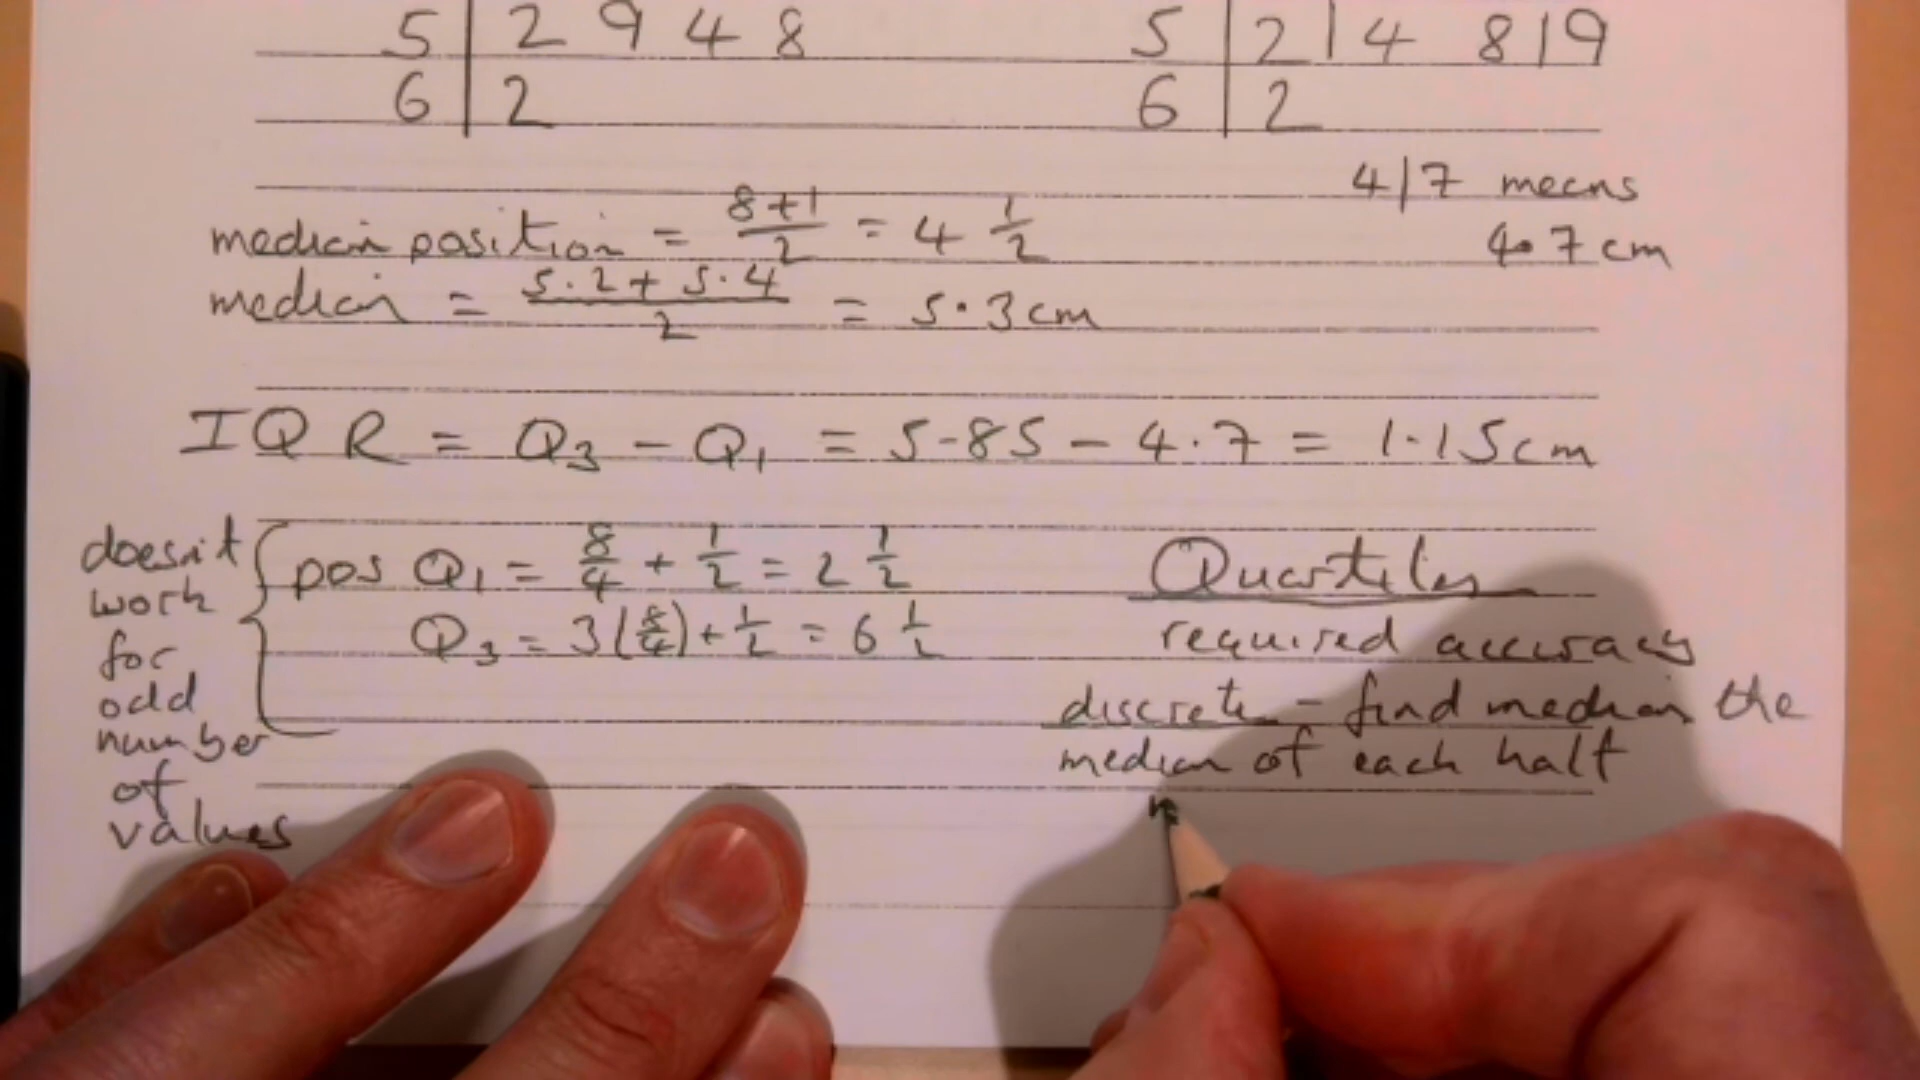 5 | 2 9 4 8
5 | 2 | 4 8 | 9
6 | 2
6 | 2
4|7 means
4.7cm
median position = 8+1/2 = 4 1/2
median = 5.2+5.4/2 = 5.3cm
IQR = Q3 - Q1 = 5.85 - 4.7 = 1.15cm
doesn't
work
for
odd
number
of
values
pos Q1 = 8/4 + 1/2 = 2 1/2
Q3 = 3(8/4) + 1/2 = 6 1/2
Quartiles
required accuracy
discrete - find median the
median of each half